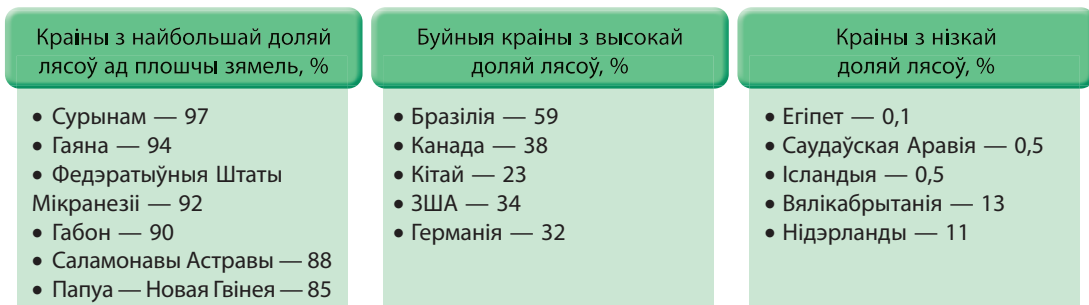 Краіны з найбольшай доляй
лясоў ад плошчы зямель, %
• Сурынам — 97
• Гаяна — 94
• Федэратыўныя Штаты
Мікранезіі — 92
• Габон — 90
• Саламонавы Астравы — 88
• Папуа — Новая Гвінея — 85
Буйныя краіны з высокай
доляй лясоў, %
• Бразілія — 59
• Канада — 38
• Кітай — 23
• ЗША — 34
• Германія — 32
Краіны з нізкай
доляй лясоў, %
• Егіпет — 0,1
• Саудаўская Аравія — 0,5
• Ісландыя — 0,5
• Вялікабрытанія — 13
• Нідэрланды — 11